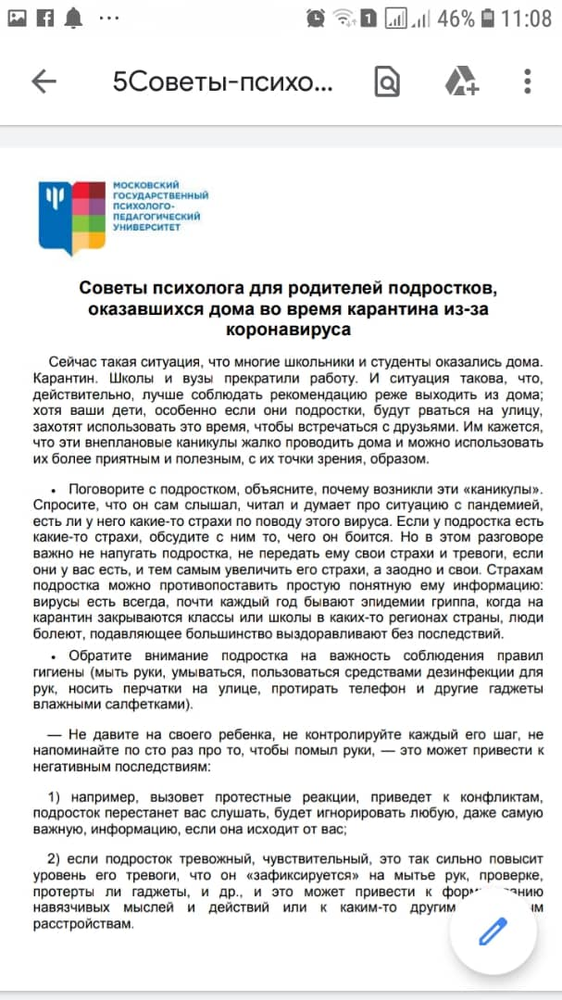 46% 11:08
5Советы-психо...
МОСКОВСКИЙ
ГОСУДАРСТВЕННЫЙ
ПСИХОЛОГО-
ПЕДАГОГИЧЕСКИЙ
УНИВЕРСИТЕТ
Советы психолога для родителей подростков,
оказавшихся дома во время карантина из-за
коронавируса
Сейчас такая ситуация, что многие школьники и студенты оказались дома.
Карантин. Школы и вузы прекратили работу. И ситуация такова, что,
действительно, лучше соблюдать рекомендацию реже выходить из дома;
хотя ваши дети, особенно если они подростки, будут рваться на улицу,
захотят использовать это время, чтобы встречаться с друзьями. Им кажется,
что эти внеплановые каникулы жалко проводить дома и можно использовать
их более приятным и полезным, с их точки зрения, образом.
• Поговорите с подростком, объясните, почему возникли эти «каникулы».
Спросите, что он сам слышал, читал и думает про ситуацию с пандемией,
есть ли у него какие-то страхи по поводу этого вируса. Если у подростка есть
какие-то страхи, обсудите с ним то, чего он боится. Но в этом разговоре
важно не напугать подростка, не передать ему свои страхи и тревоги, если
они у вас есть, и тем самым увеличить его страхи, а заодно и свои. Страхам
подростка можно противопоставить простую понятную ему информацию:
вирусы есть всегда, почти каждый год бывают эпидемии гриппа, когда на
карантин закрываются классы или школы в каких-то регионах страны, люди
болеют, подавляющее большинство выздоравливают без последствий.
• Обратите внимание подростка на важность соблюдения правил
гигиены (мыть руки, умываться, пользоваться средствами дезинфекции для
рук, носить перчатки на улице, протирать телефон и другие гаджеты
влажными салфетками).
— Не давите на своего ребенка, не контролируйте каждый его шаг, не
напоминайте по сто раз про то, чтобы помыл руки, — это может привести к
негативным последствиям:
1) например, вызовет протестные реакции, приведет к конфликтам,
подросток перестанет вас слушать, будет игнорировать любую, даже самую
важную, информацию, если она исходит от вас;
2) если подросток тревожный, чувствительный, это так сильно повысит
уровень его тревоги, что он «зафиксируется» на мытье рук, проверке,
протерты ли гаджеты, и др., и это может привести к
навязчивых мыслей и действий или к каким-то другим
расстройствам.